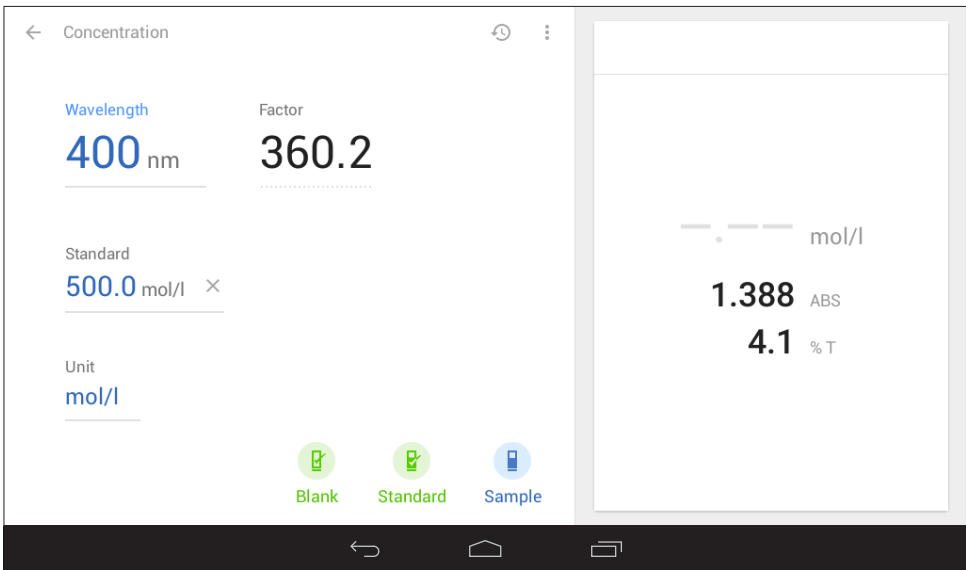 Concentration
Wavelength
Factor
400 nm
360.2
Standard
500.0 mol/l
Unit
mol/l
Blank
Standard
Sample
-.-- mol/l
1.388 ABS
4.1 % T